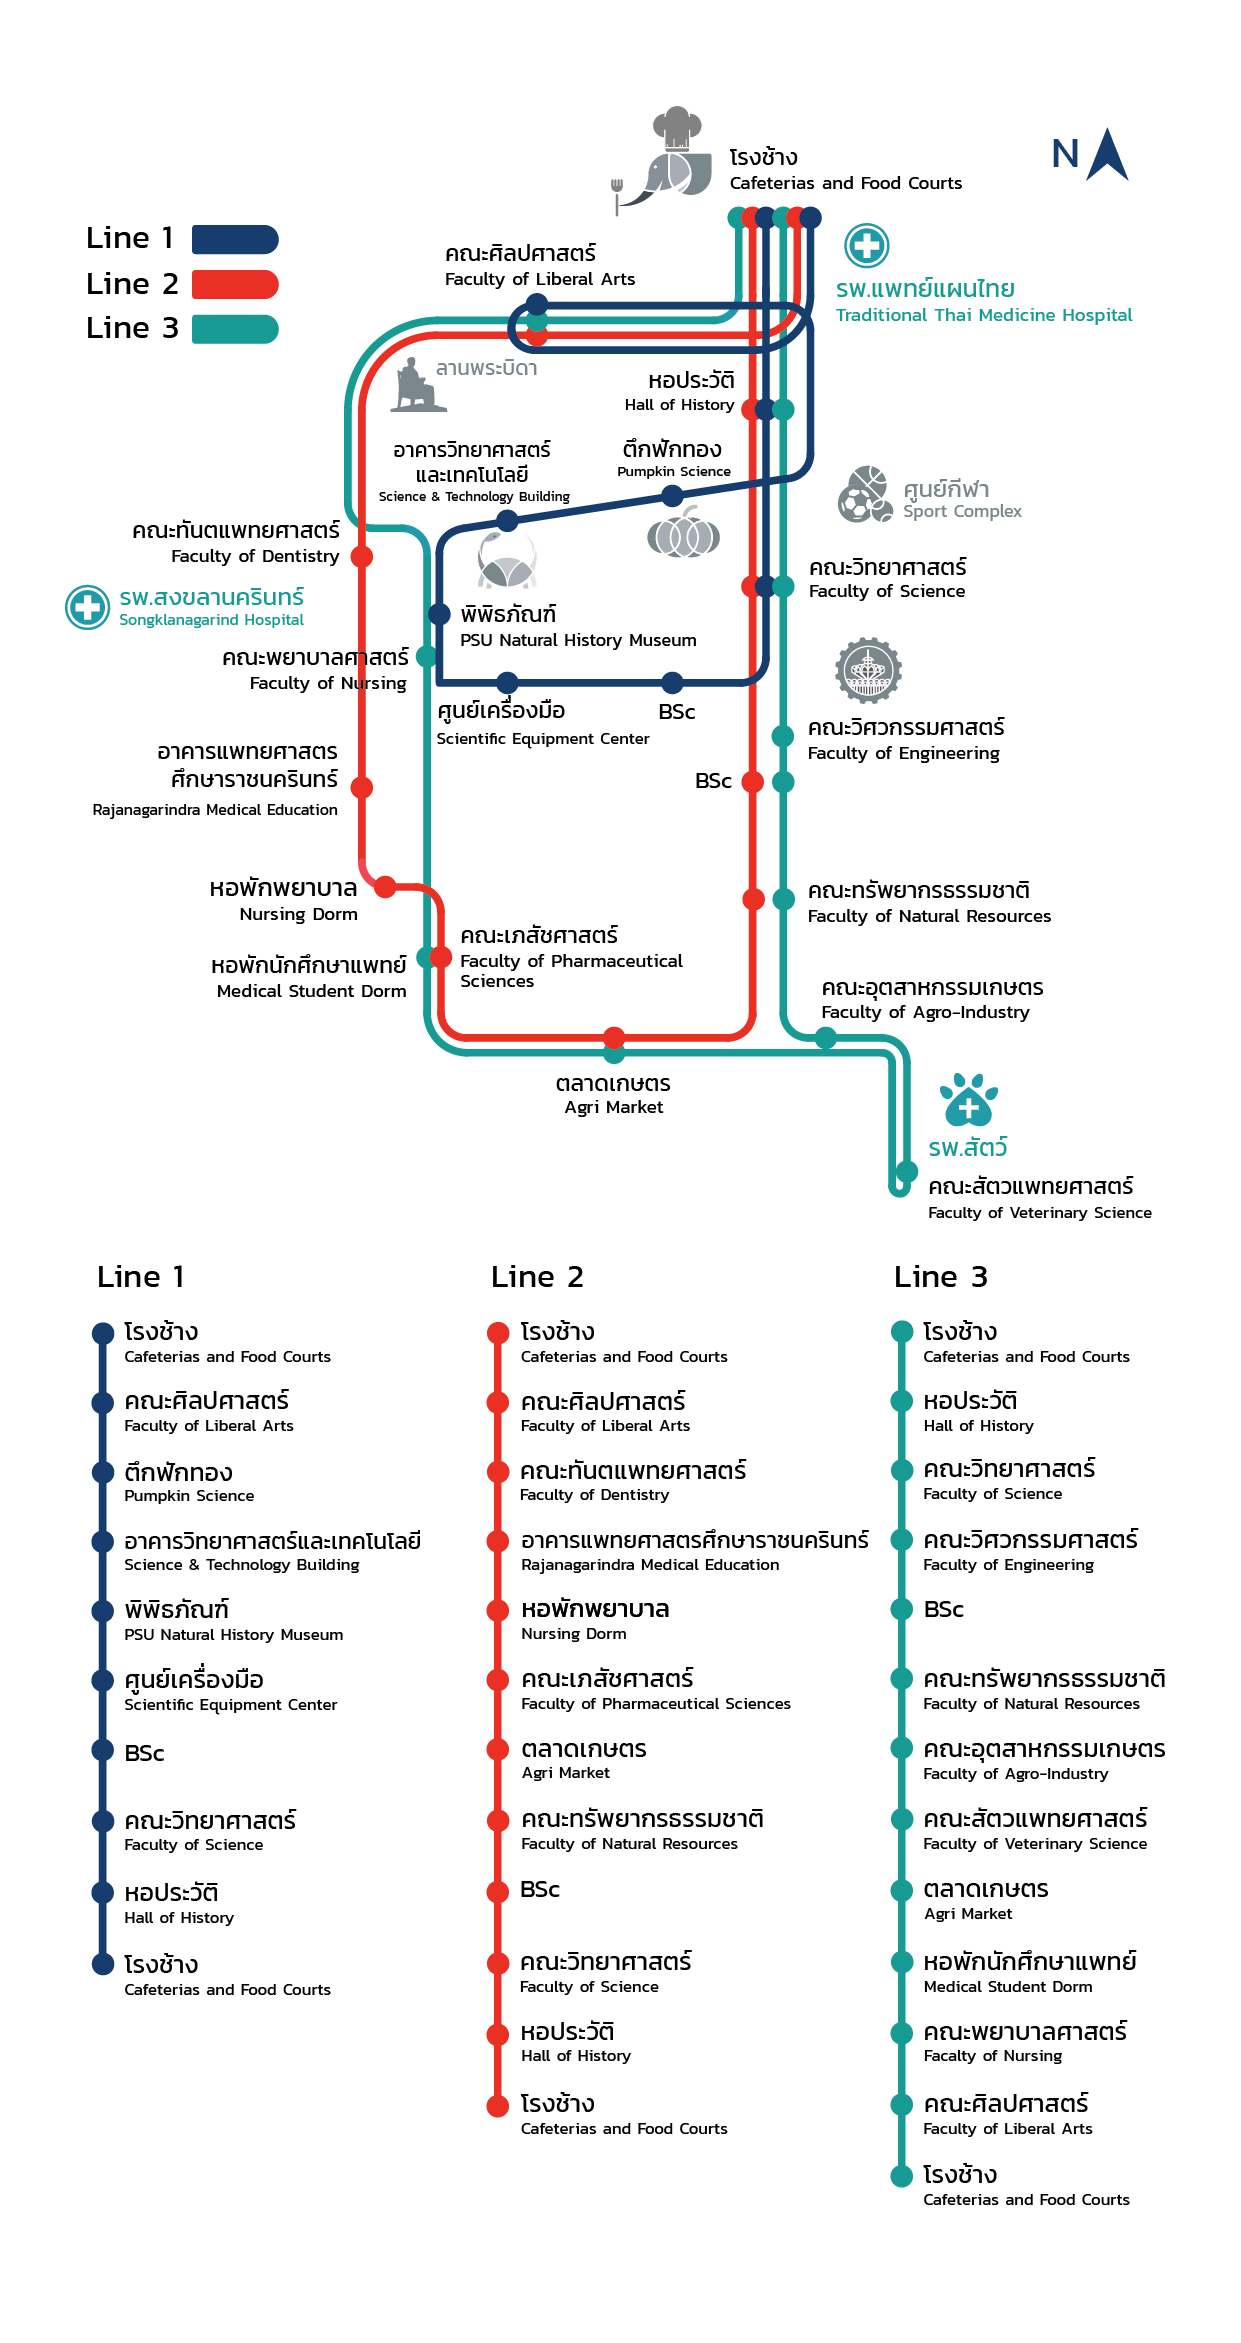 โรงช้าง
Cafeterias and Food Courts
N
Line 1
Line 2
Line 3
คณะศิลปศาสตร์
Faculty of Liberal Arts
รพ.แพทย์แผนไทย
Traditional Thai Medicine Hospital
ลานพระบิดา
หอประวัติ
Hall of History
อาคารวิทยาศาสตร์
และเทคโนโลยี
Science & Technology Building
ตึกฟักทอง
Pumpkin Science
ศูนย์กีฬา
Sport Complex
คณะทันตแพทยศาสตร์
Faculty of Dentistry
คณะวิทยาศาสตร์
Faculty of Science
รพ.สงขลานครินทร์
Songklanagarind Hospital
พิพิธภัณฑ์
PSU Natural History Museum
คณะพยาบาลศาสตร์
Faculty of Nursing
ศูนย์เครื่องมือ
Scientific Equipment Center
BSc
คณะวิศวกรรมศาสตร์
Faculty of Engineering
อาคารแพทยศาสตร
ศึกษาราชนครินทร์
Rajanagarindra Medical Education
BSc
หอพักพยาบาล
Nursing Dorm
คณะทรัพยากรธรรมชาติ
Faculty of Natural Resources
คณะเภสัชศาสตร์
Faculty of Pharmaceutical
Sciences
หอพักนักศึกษาแพทย์
Medical Student Dorm
คณะอุตสาหกรรมเกษตร
Faculty of Agro-Industry
ตลาดเกษตร
Agri Market
รพ.สัตว์
คณะสัตวแพทยศาสตร์
Faculty of Veterinary Science
Line 1
โรงช้าง
Cafeterias and Food Courts
คณะศิลปศาสตร์
Faculty of Liberal Arts
ตึกฟักทอง
Pumpkin Science
อาคารวิทยาศาสตร์และเทคโนโลยี
Science & Technology Building
พิพิธภัณฑ์
PSU Natural History Museum
ศูนย์เครื่องมือ
Scientific Equipment Center
BSc
คณะวิทยาศาสตร์
Faculty of Science
หอประวัติ
Hall of History
โรงช้าง
Cafeterias and Food Courts
Line 2
โรงช้าง
Cafeterias and Food Courts
คณะศิลปศาสตร์
Faculty of Liberal Arts
คณะทันตแพทยศาสตร์
Faculty of Dentistry
อาคารแพทยศาสตรศึกษาราชนครินทร์
Rajanagarindra Medical Education
หอพักพยาบาล
Nursing Dorm
คณะเภสัชศาสตร์
Faculty of Pharmaceutical Sciences
ตลาดเกษตร
Agri Market
คณะทรัพยากรธรรมชาติ
Faculty of Natural Resources
BSc
คณะวิทยาศาสตร์
Faculty of Science
หอประวัติ
Hall of History
โรงช้าง
Cafeterias and Food Courts
Line 3
โรงช้าง
Cafeterias and Food Courts
หอประวัติ
Hall of History
คณะวิทยาศาสตร์
Faculty of Science
คณะวิศวกรรมศาสตร์
Faculty of Engineering
BSc
คณะทรัพยากรธรรมชาติ
Faculty of Natural Resources
คณะอุตสาหกรรมเกษตร
Faculty of Agro-Industry
คณะสัตวแพทยศาสตร์
Faculty of Veterinary Science
ตลาดเกษตร
Agri Market
หอพักนักศึกษาแพทย์
Medical Student Dorm
คณะพยาบาลศาสตร์
Facalty of Nursing
คณะศิลปศาสตร์
Faculty of Liberal Arts
โรงช้าง
Cafeterias and Food Courts